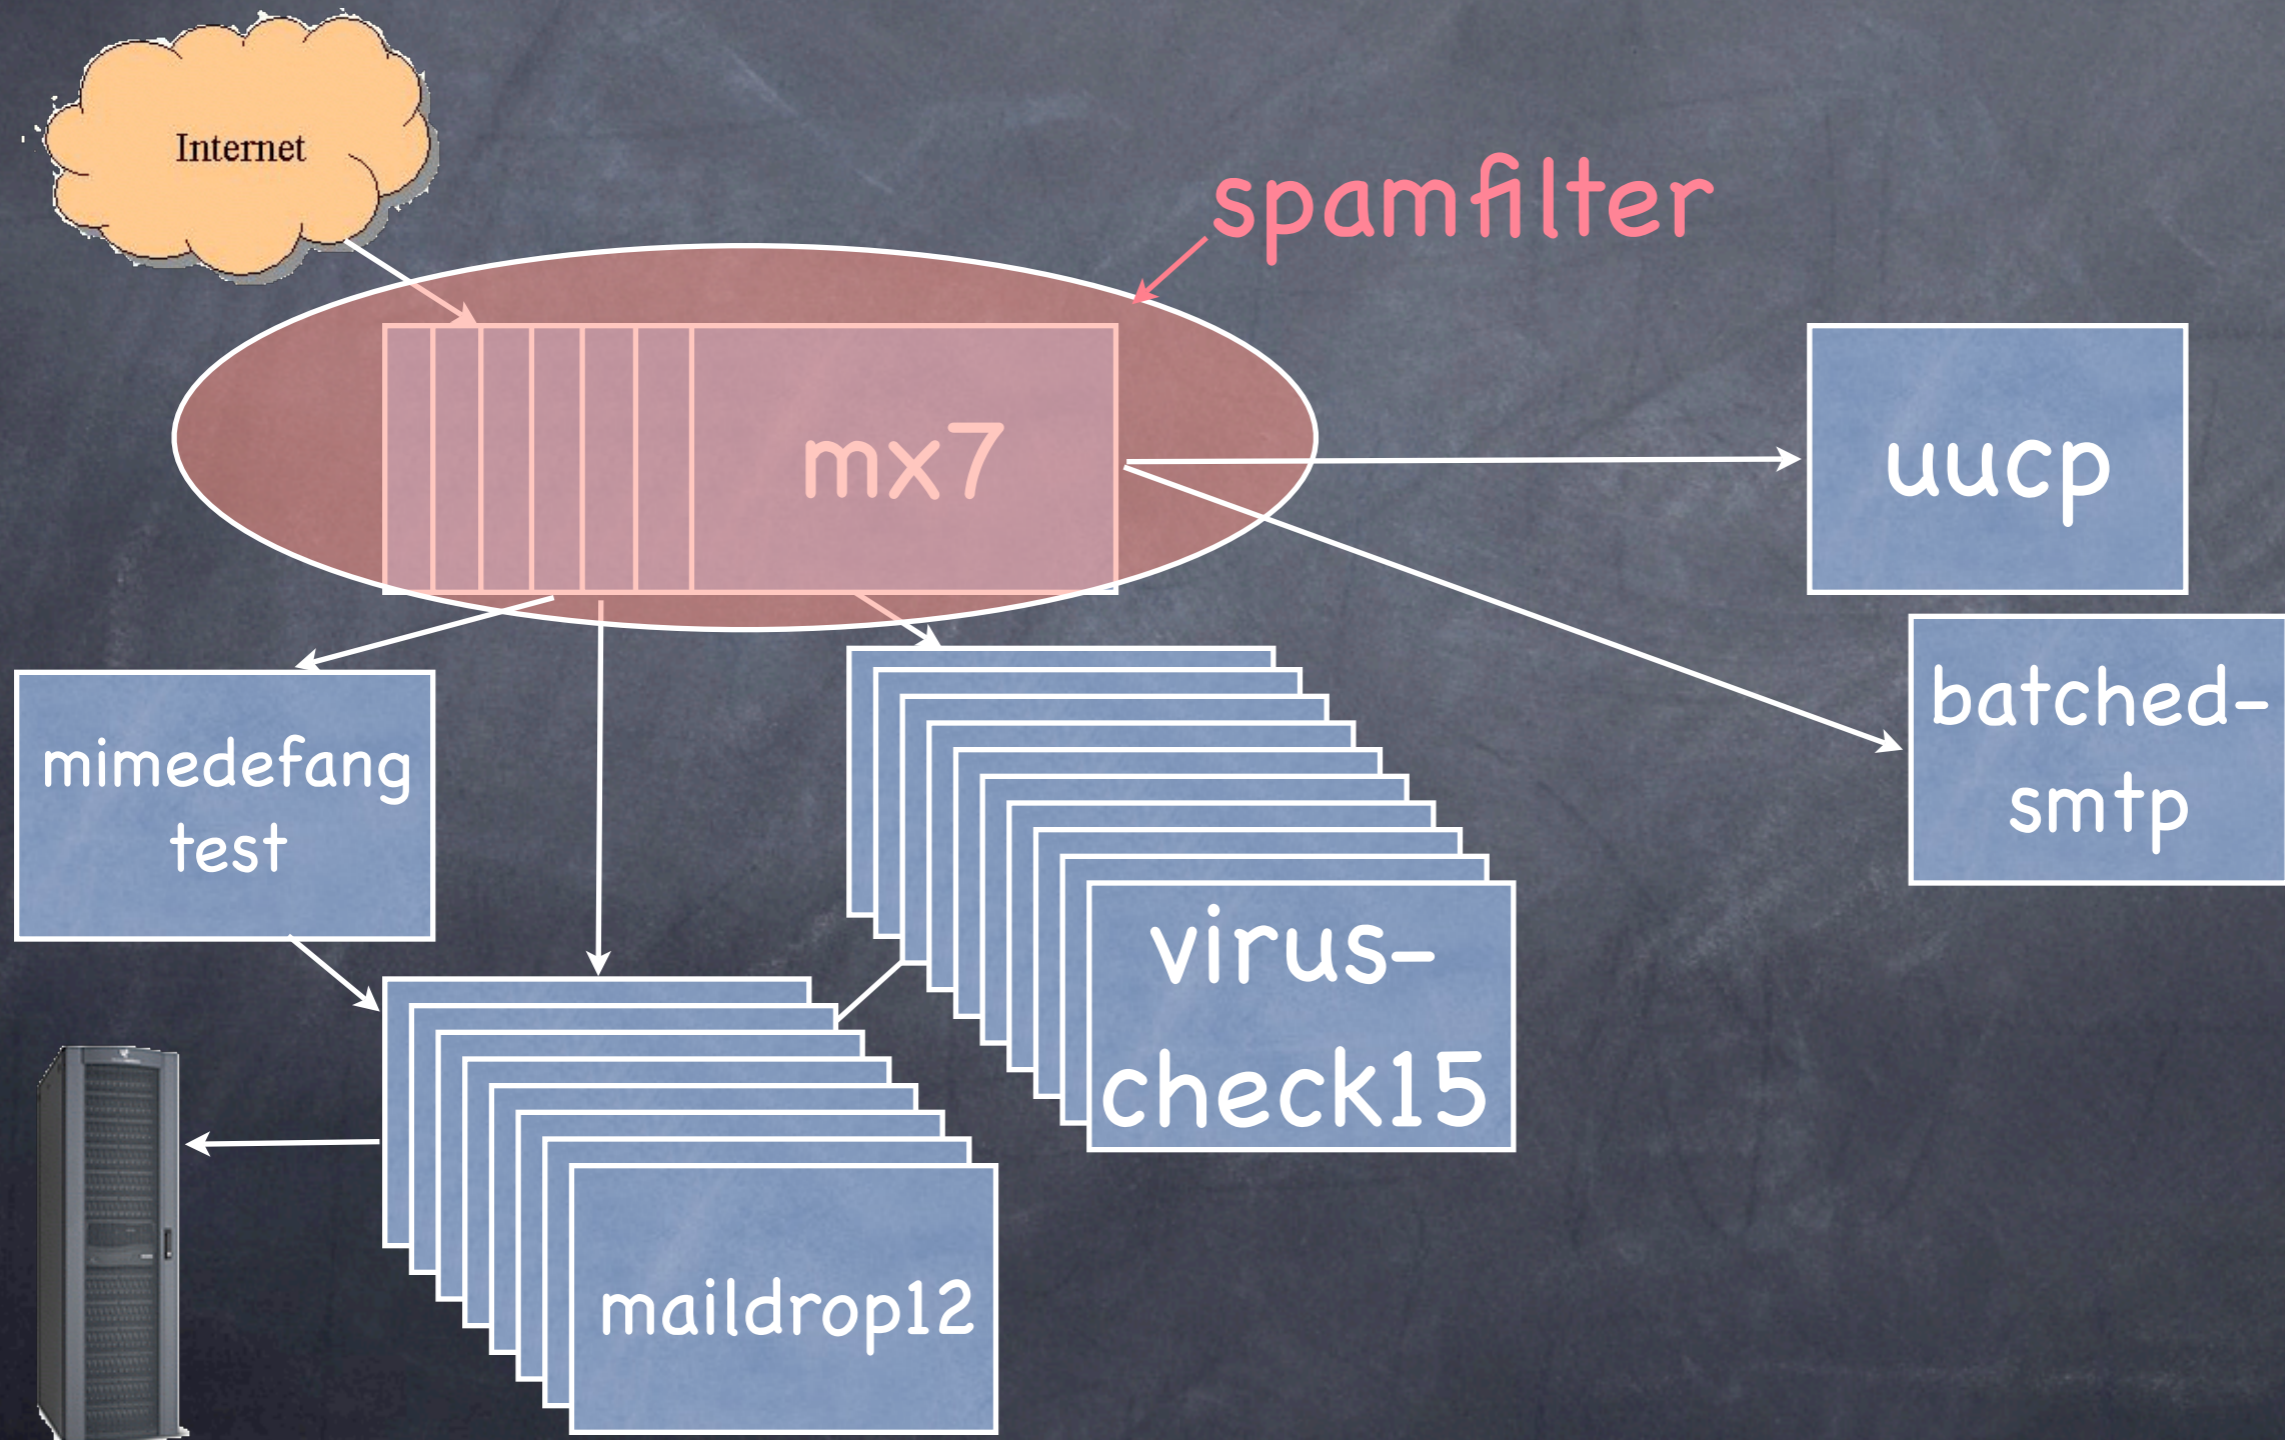 Internet
spamfilter
mx7
uucp
batched-
smtp
mimedefang
test
virus-
check15
maildrop12